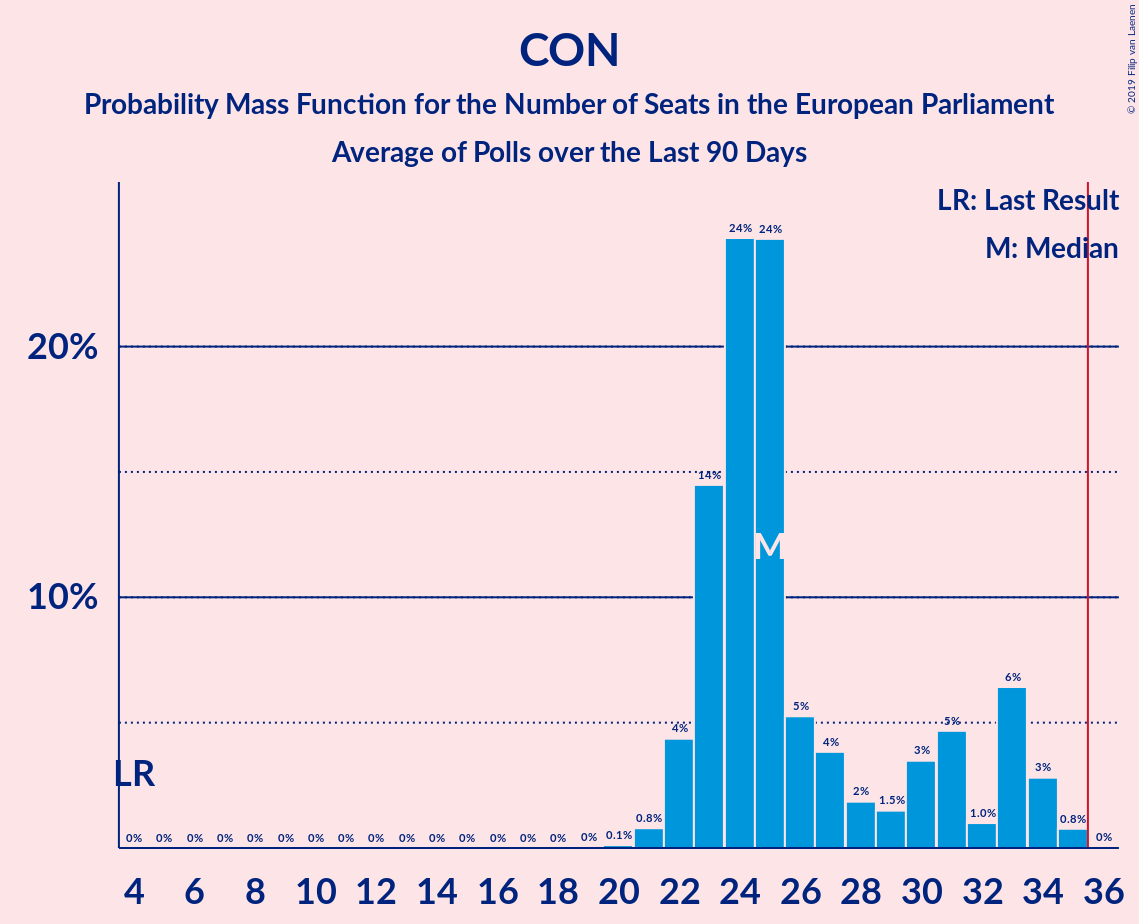 CON
Probability Mass Function for the Number of Seats in the European Parliament
Average of Polls over the Last 90 Days
© 2019 Filip van Laenen
LR: Last Result
M: Median
24% 24%
20%
14%
M
10%
6%
5%
5%
4%
4%
3%
3%
LR
2%
1.5%
1.0%
0.8%
0.8%
0% 0% 0% 0% 0% 0% 0% 0% 0% 0% 0% 0% 0% 0% 0% 0% 0.1% 0%
4 6 8 10 12 14 16 18 20 22 24 26 28 30 32 34 36